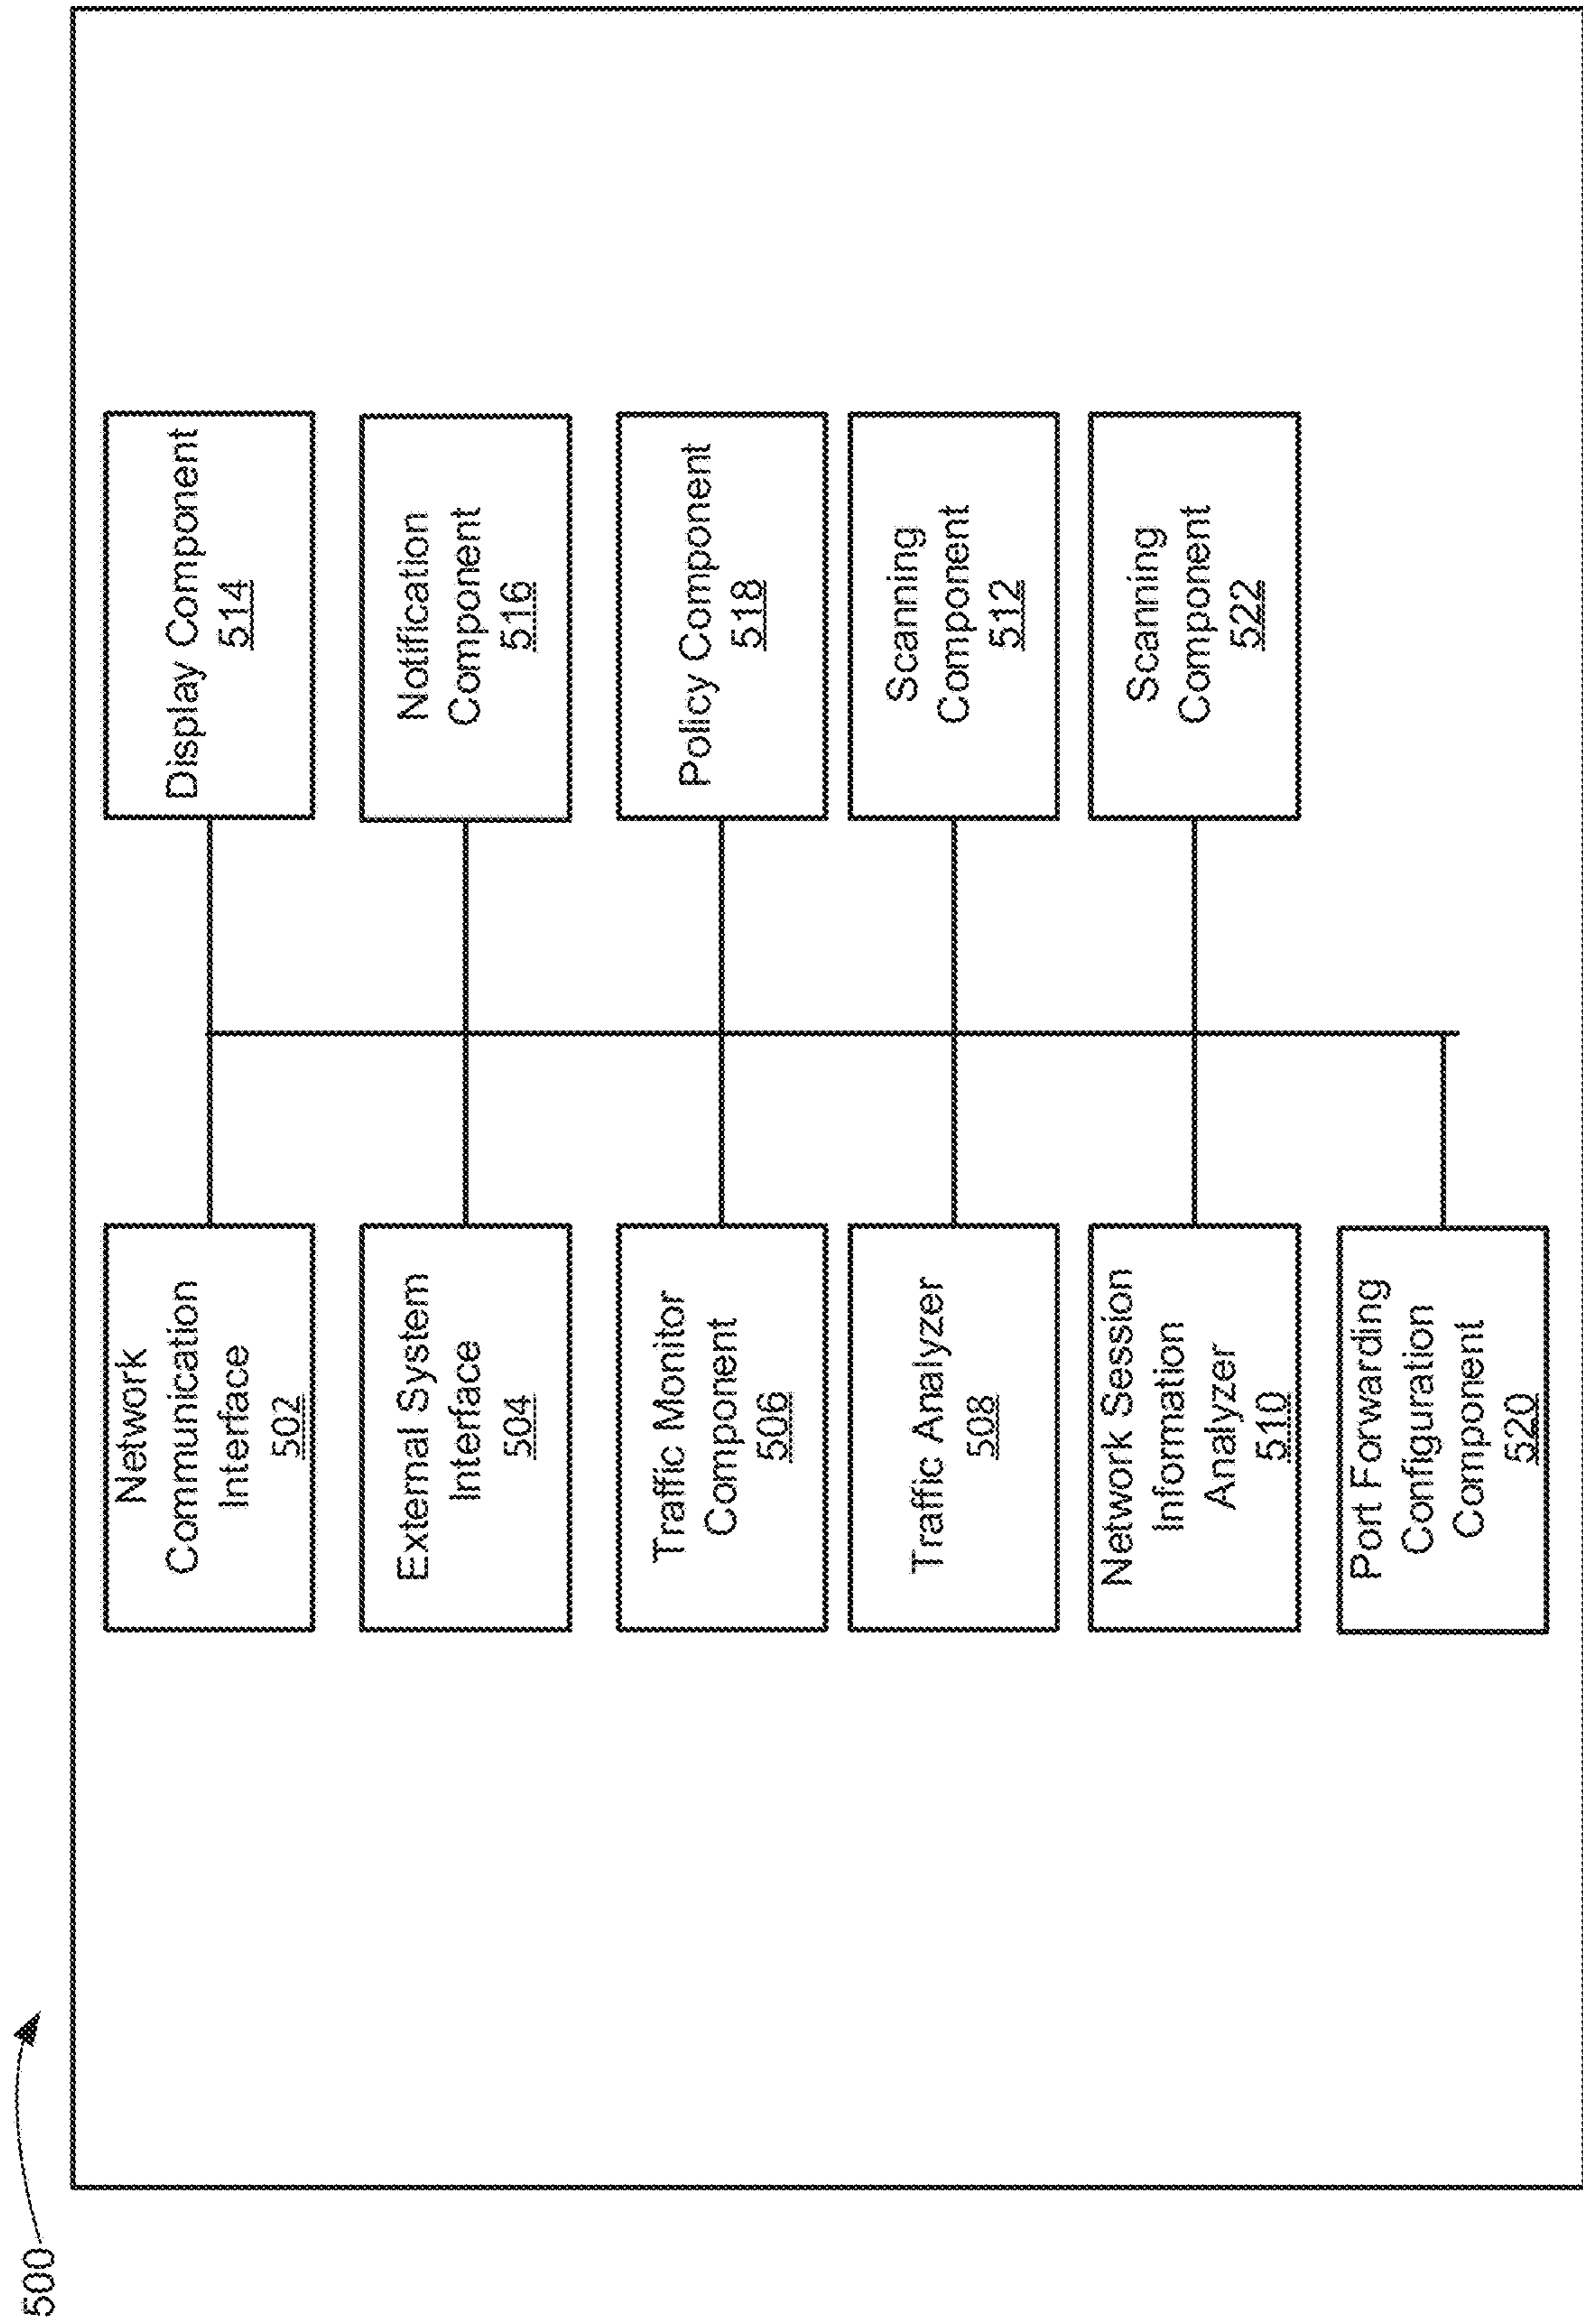 500
Network
Communication
Interface
502
External System
Interface
504
Traffic Monitor
Component
506
Traffic Analyzer
508
Network Session
Information
Analyzer
510
Port Forwarding
Configuration
Component
520
Display Component
514
Notification
Component
516
Policy Component
518
Scanning
Component
512
Scanning
Component
522